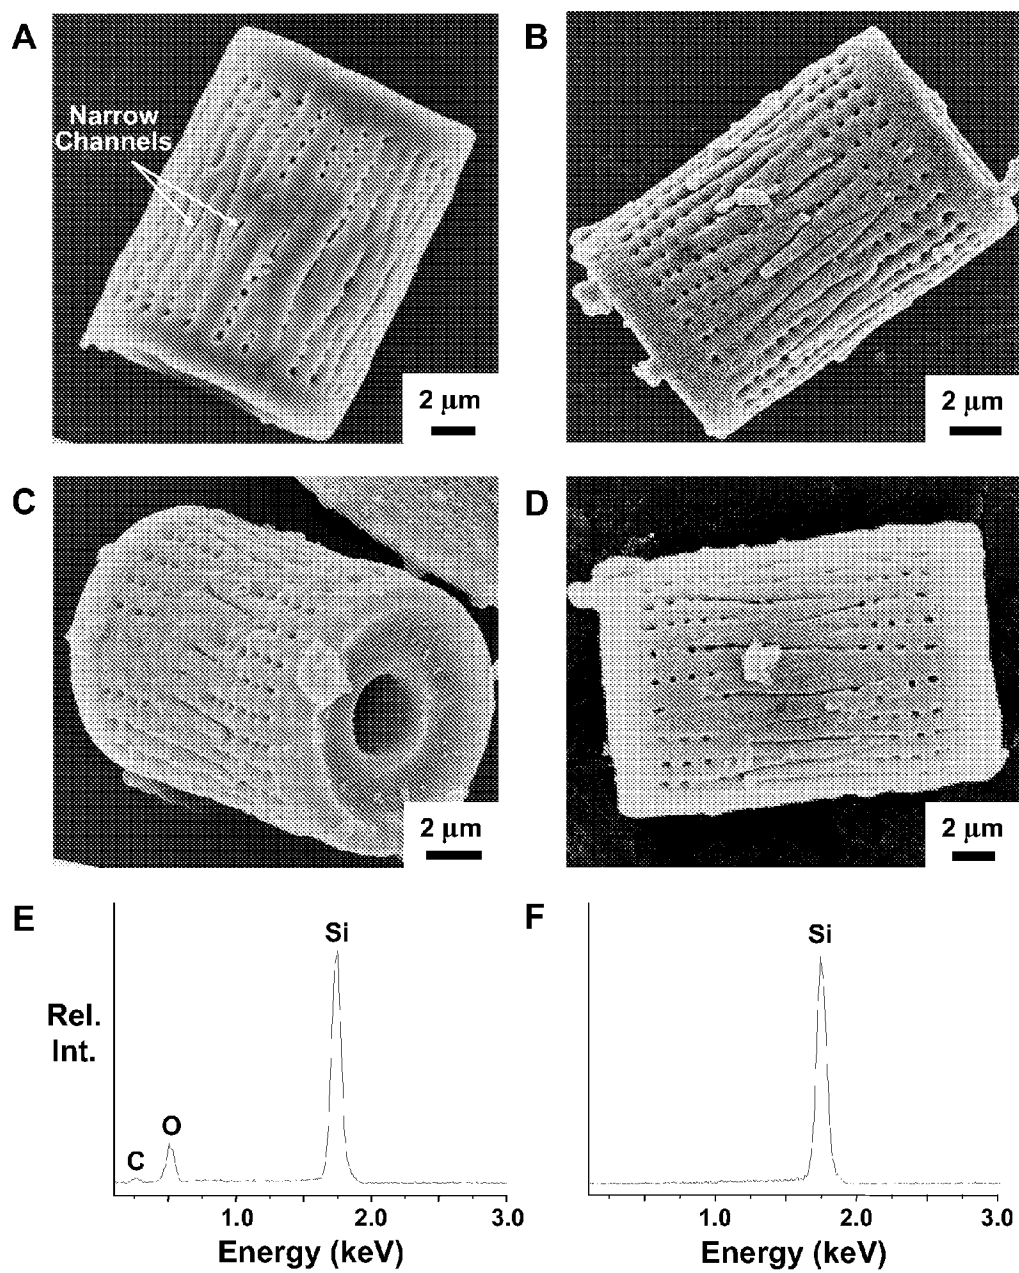 A
B
Narrow
Channels
2 μm
2 μm
C
D
2 μm
2 μm
E
F
Si
Si
Rel.
Int.
O
C
1.0 2.0 3.0
1.0 2.0 3.0
Energy (keV)
Energy (keV)